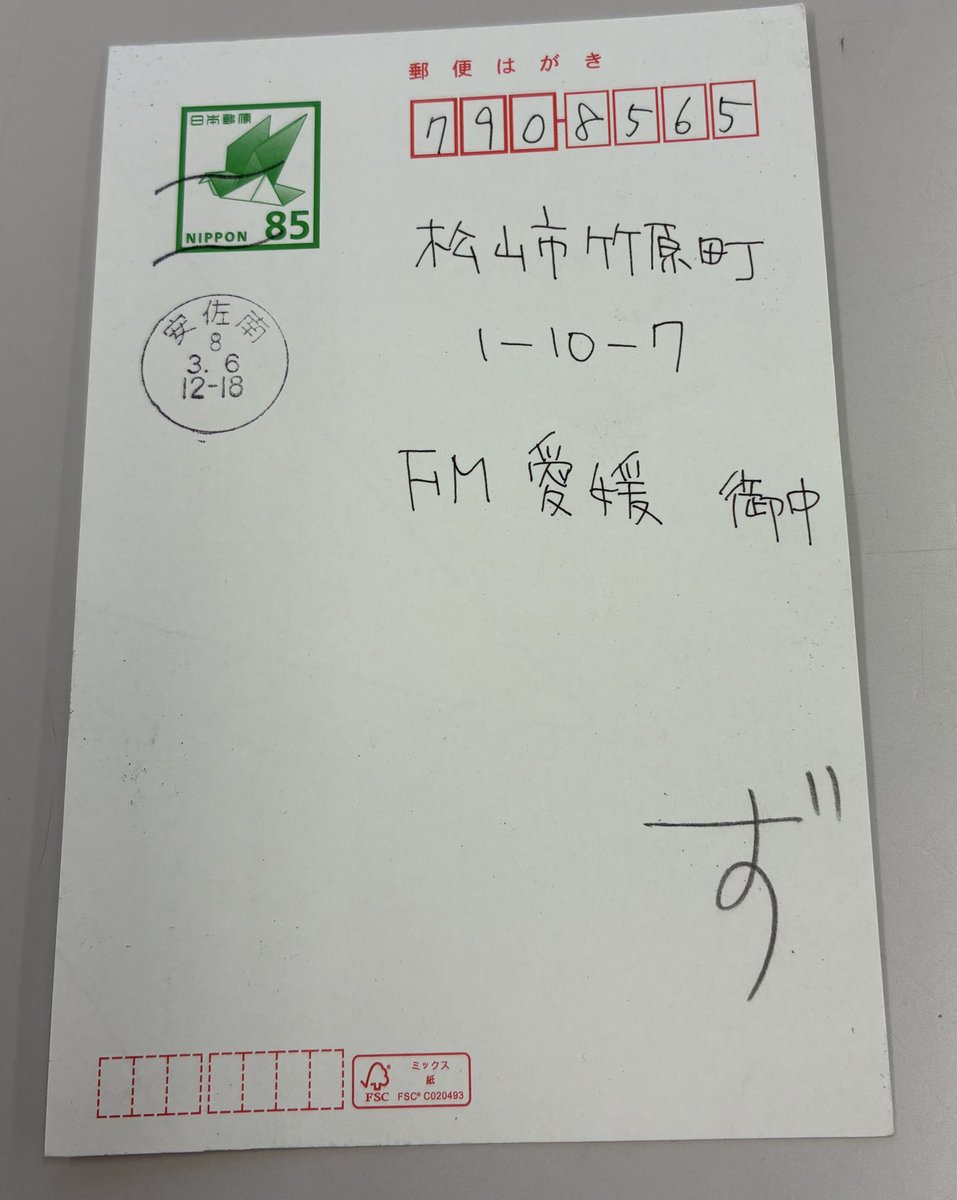 郵便はがき
790-8565
日本郵便
NIPPON 85
松山市竹原町
1-10-7
安佐南
8
3. 6
12-18
FM 愛媛 御中
ず
ミックス
紙
FSC
FSC® C020493